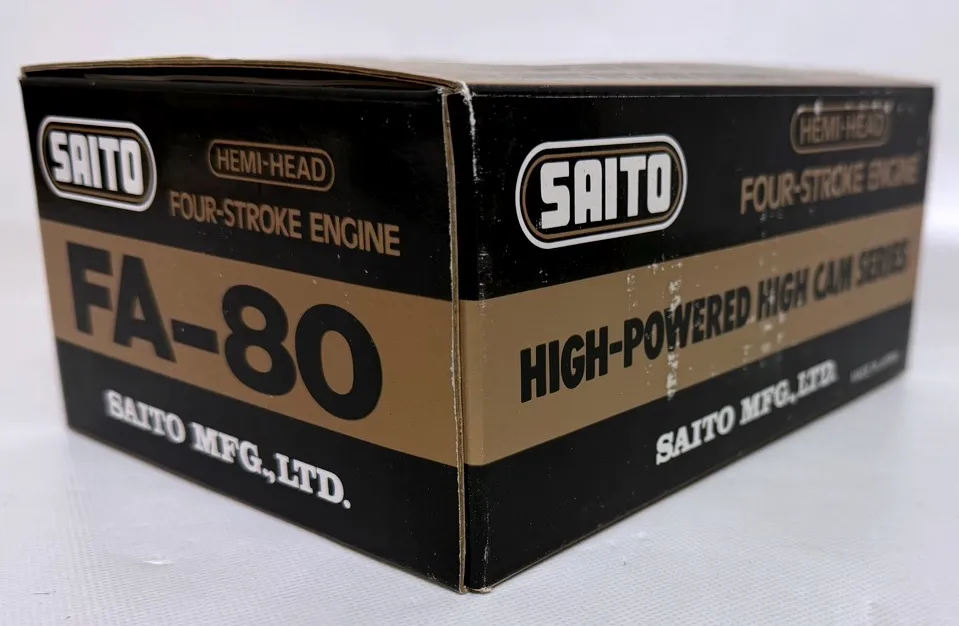 SAITO
HEMI-HEAD
FOUR-STROKE ENGINE
FA-80
SAITO MFG.,LTD.
SAITO
HEMI-HEAD
FOUR-STROKE ENGINE
HIGH-POWERED HIGH CAM SERIES
SAITO MFG.,LTD.